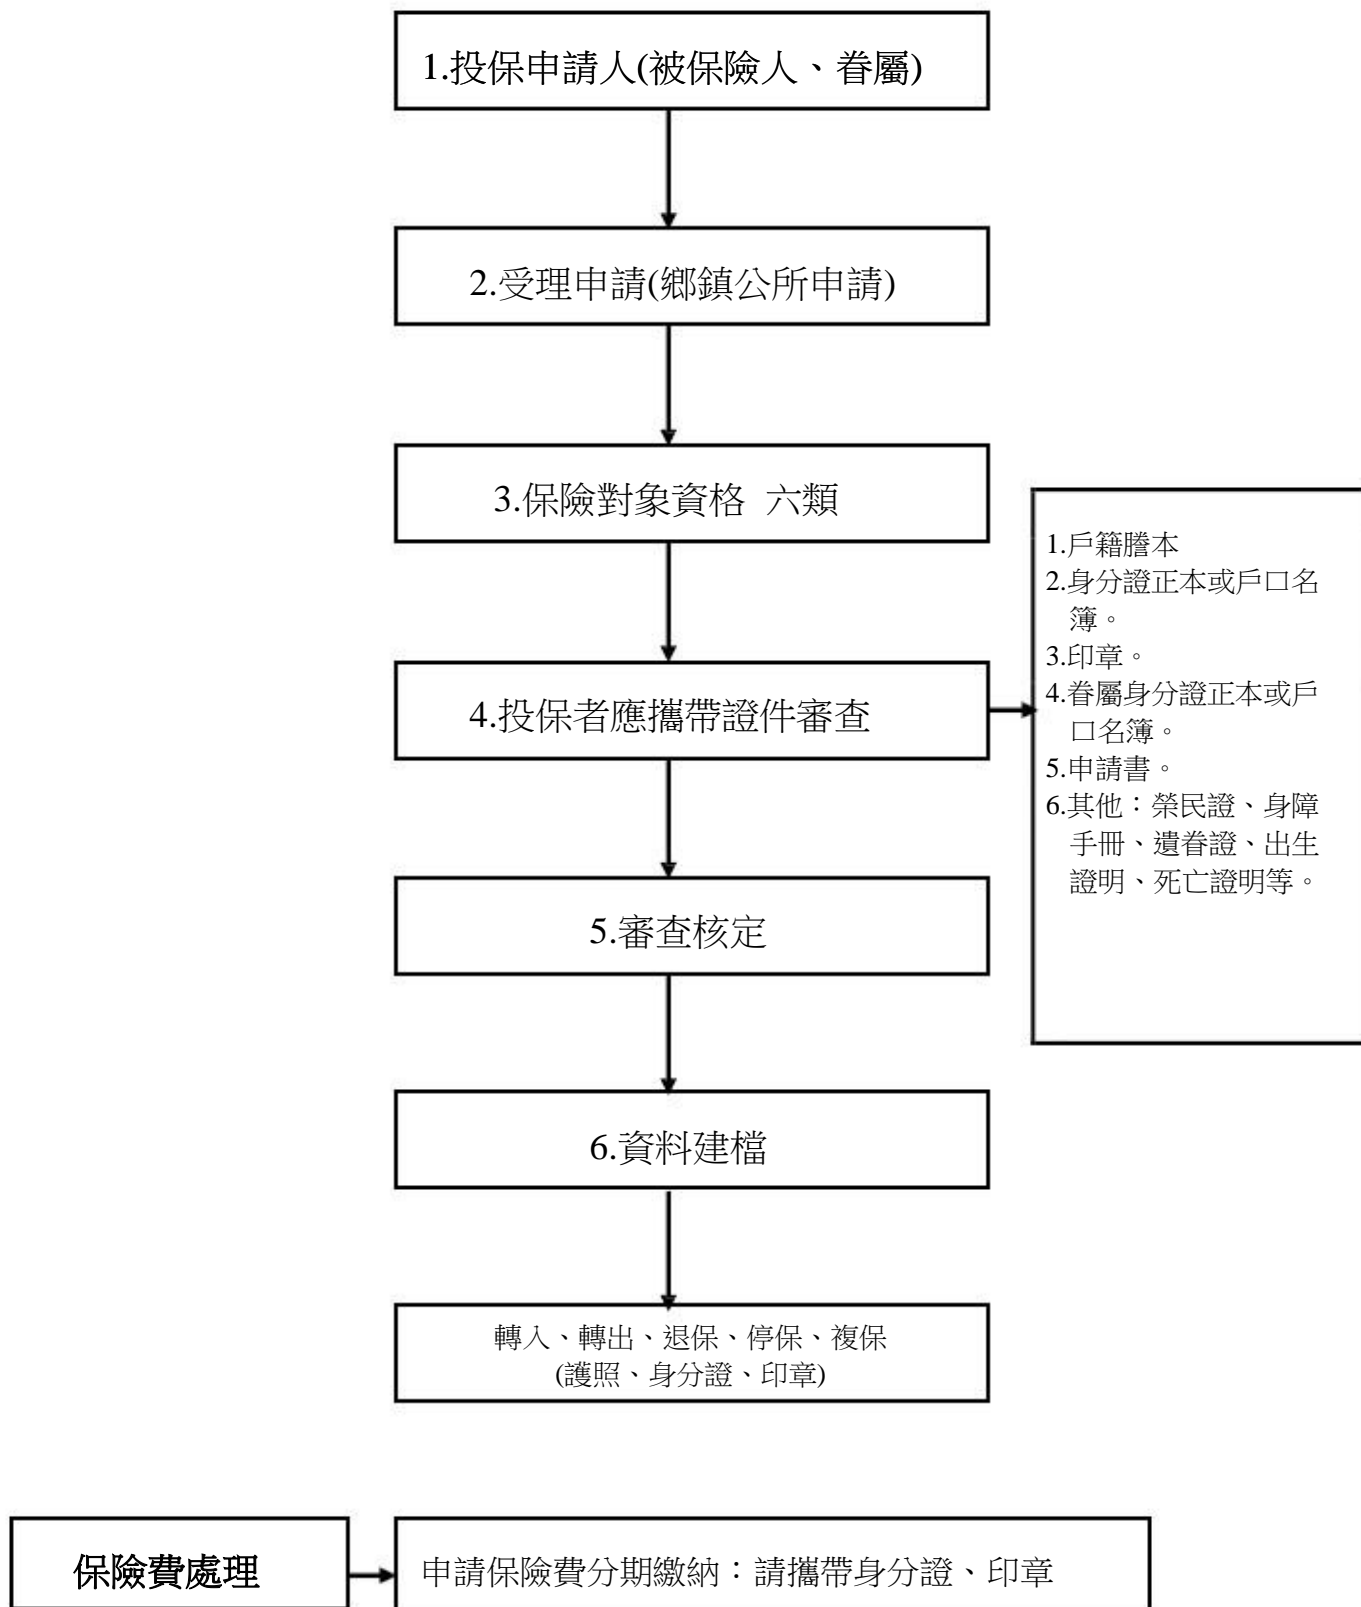 1.投保申請人(被保險人、眷屬)
2.受理申請(鄉鎮公所申請)
3.保險對象資格 六類
4.投保者應攜帶證件審查
1.戶籍謄本
2.身分證正本或戶口名
簿。
3.印章。
4.眷屬身分證正本或戶
口名簿。
5.申請書。
6.其他：榮民證、身障
手冊、遺眷證、出生
證明、死亡證明等。
5.審查核定
6.資料建檔
轉入、轉出、退保、停保、複保
(護照、身分證、印章)
保險費處理
申請保險費分期繳納：請攜帶身分證、印章